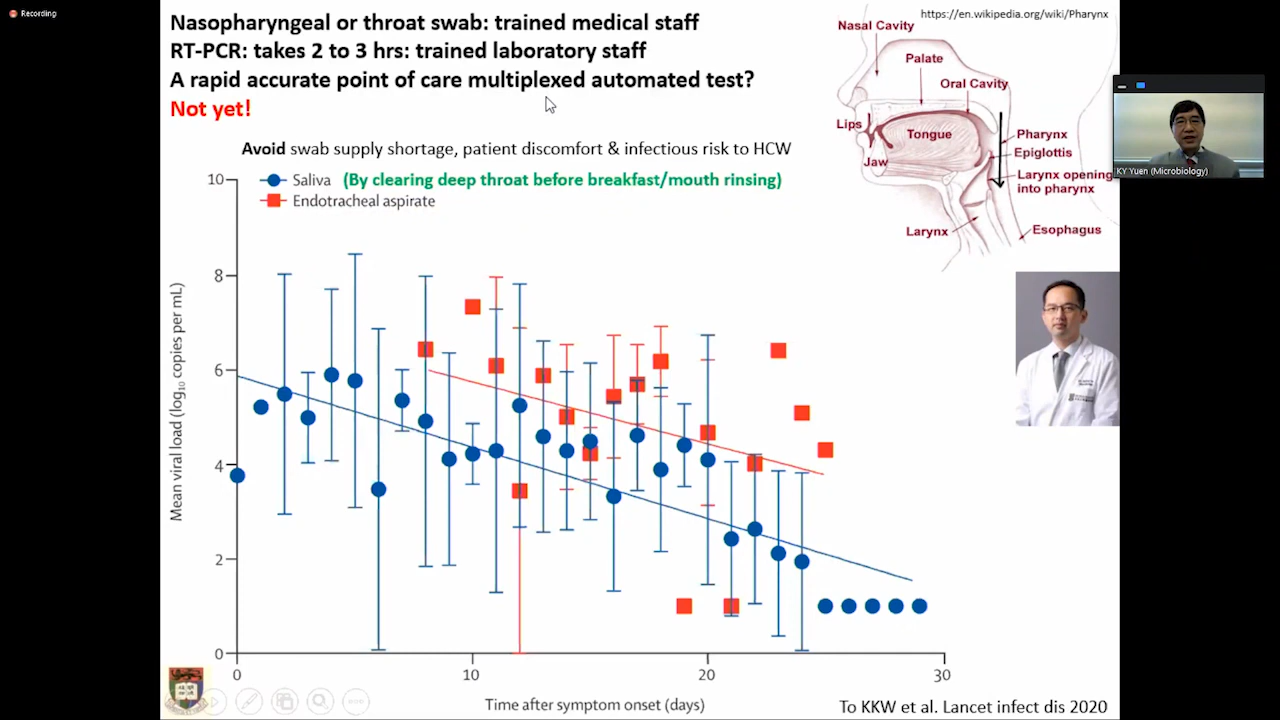 Recording
Nasopharyngeal or throat swab: trained medical staff
RT-PCR: takes 2 to 3 hrs: trained laboratory staff
A rapid accurate point of care multiplexed automated test?
Not yet!
https://en.wikipedia.org/wiki/Pharynx
Nasal Cavity
Palate
Oral Cavity
Lips
Tongue
Pharynx
Epiglottis
Jaw
Larynx opening
into pharynx
Larynx
Esophagus
KY Yuen (Microbiology)
Avoid swab supply shortage, patient discomfort & infectious risk to HCW
Saliva (By clearing deep throat before breakfast/mouth rinsing)
Endotracheal aspirate
Mean viral load (log10 copies per mL)
10
8
6
4
2
0
0 10 20 30
Time after symptom onset (days)
To KKW et al. Lancet infect dis 2020